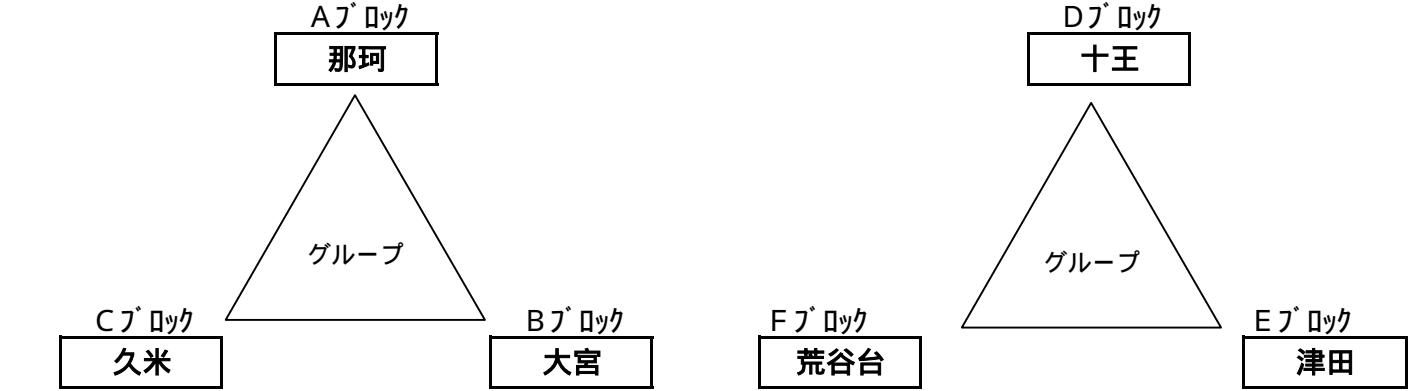 Aﾌﾞﾛｯｸ
那珂
Dﾌﾞﾛｯｸ
十王
グループ
グループ
Cﾌﾞﾛｯｸ
久米
Bﾌﾞﾛｯｸ
大宮
Fﾌﾞﾛｯｸ
荒谷台
Eﾌﾞﾛｯｸ
津田